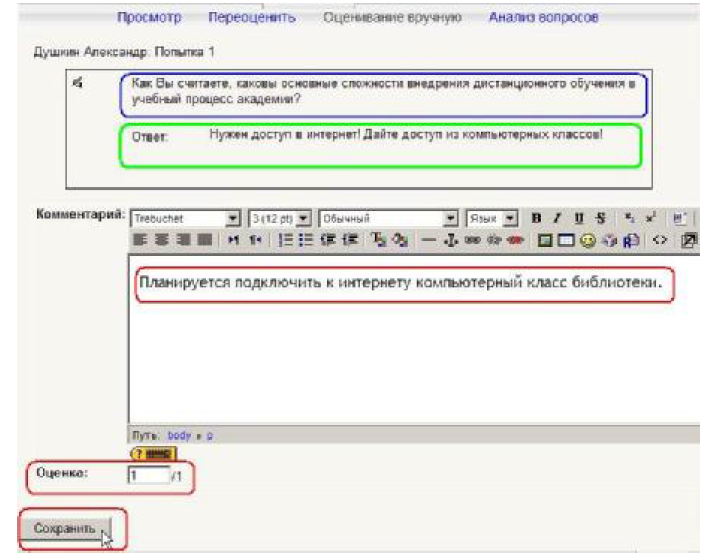 Просмотр Переоценить Оценивание вручную Анализ вопросов
Душкин Александр: Попытка 1
Как Вы считаете, каковы основные сложности внедрения дистанционного обучения в
учебный процесс академии?
Ответ: Нужен доступ в интернет! Дайте доступ из компьютерных классов!
Комментарий:
Trebuchet 3 (12 pt) Обычный Язык B I U S x₂ x²
Планируется подключить к интернету компьютерный класс библиотеки.
Путь: body » p
?
Оценка: 1 /1
Сохранить